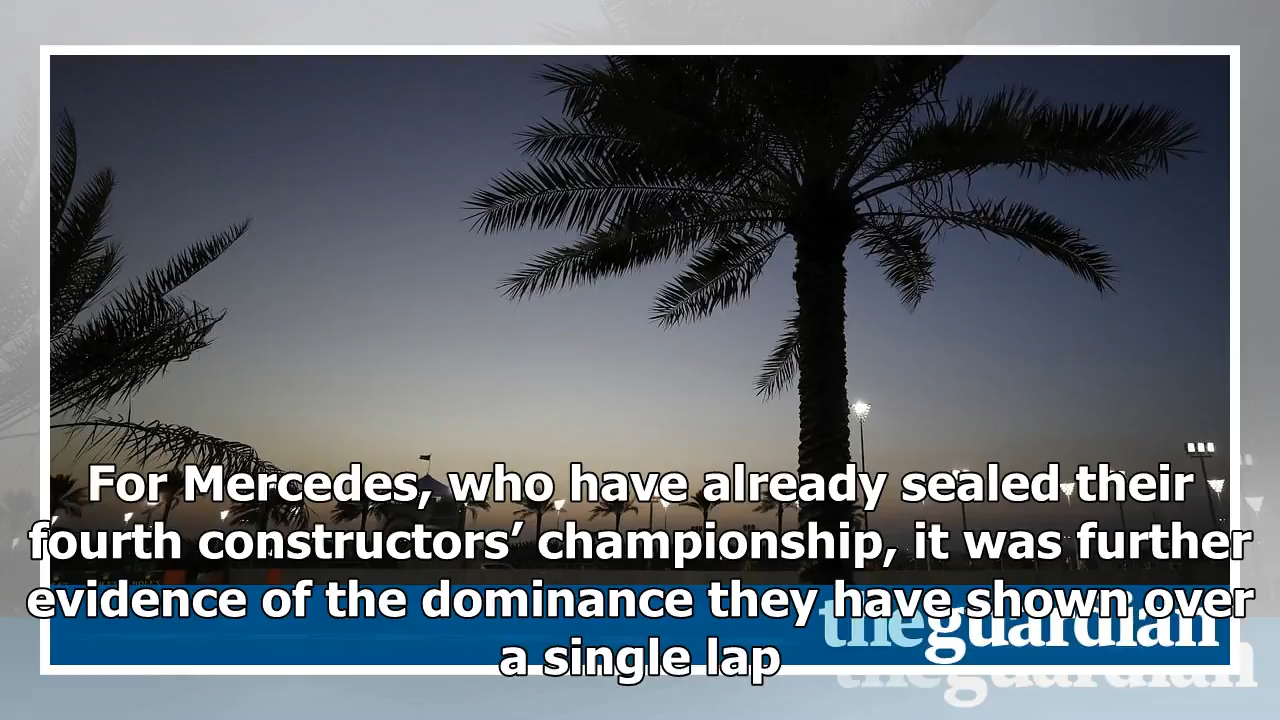 For Mercedes, who have already sealed their
fourth constructors’ championship, it was further
evidence of the dominance they have shown over
a single lap
theguardian
theguardian